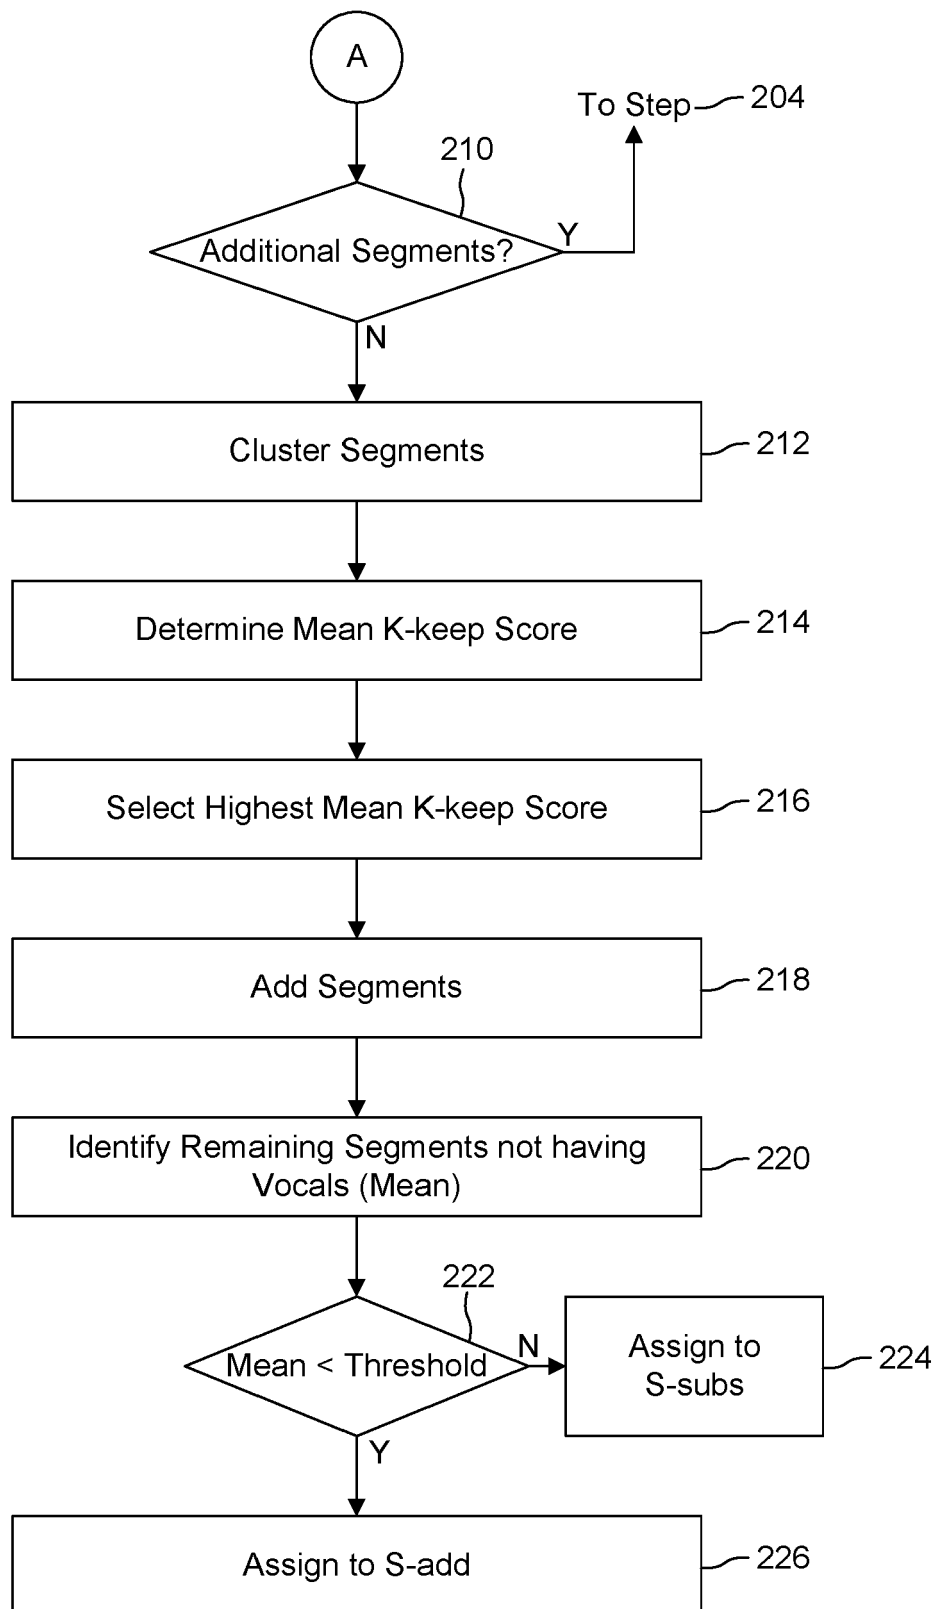 A
To Step 204
210
Additional Segments?
Y
N
Cluster Segments
212
Determine Mean K-keep Score
214
Select Highest Mean K-keep Score
216
Add Segments
218
Identify Remaining Segments not having
Vocals (Mean)
220
222
Mean < Threshold
N
Assign to
S-subs
224
Y
Assign to S-add
226